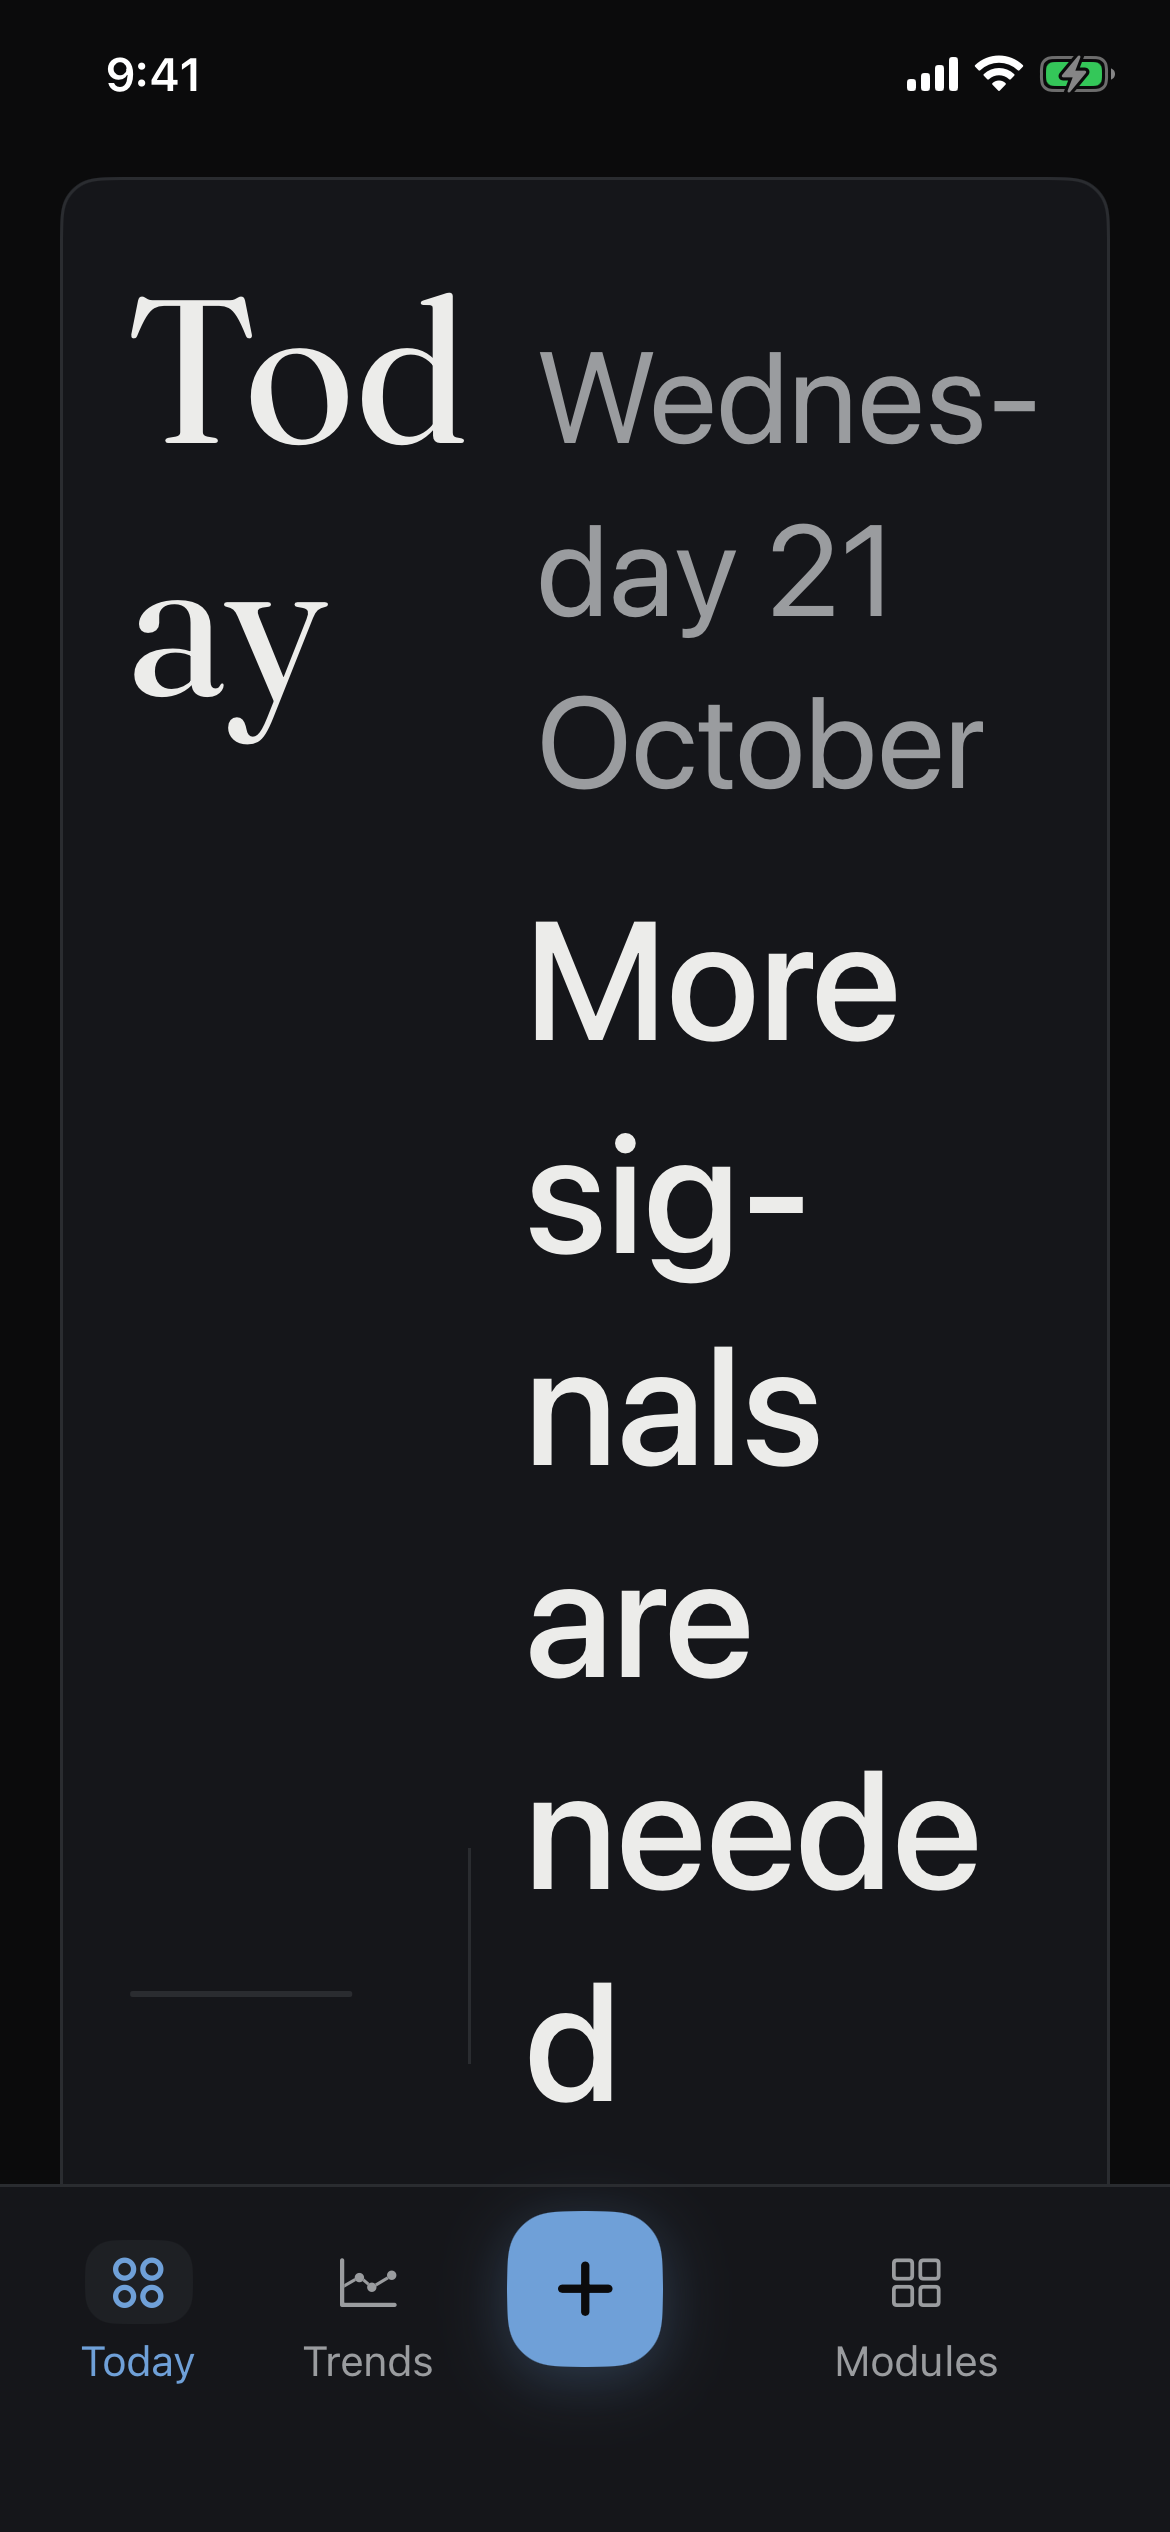 9:41
Tod
ay
Wednes-
day 21
October
More
sig-
nals
are
neede
d
Today
Trends
Modules